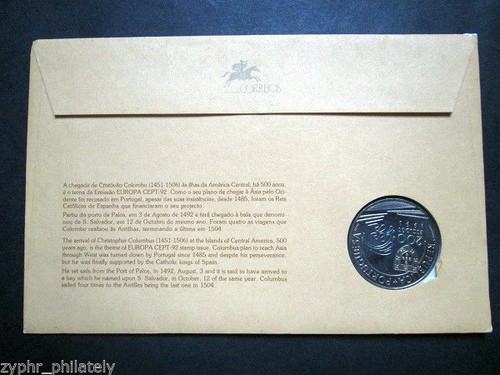 CORREIOS
A chegada de Cristóvão Colombo (1451-1506) às ilhas da América Central, há 500 anos,
é o tema da Emissão EUROPA CEPT-92. Como o seu plano de chegar à Ásia pelo Oci-
dente foi recusado em Portugal, apesar das suas insistências, desde 1485, foram os Reis
Católicos de Espanha que financiaram o seu projecto.
Partiu do porto de Palos, em 3 de Agosto de 1492 e terá chegado à baía que denomi-
nou de S. Salvador, em 12 de Outubro do mesmo ano. Foram quatro as viagens que
Colombo realizou às Antilhas, terminando a última em 1504.
The arrival of Christopher Columbus (1451-1506) at the Islands of Central America, 500
years ago, is the theme of EUROPA CEPT-92 stamp issue. Columbus plan to reach Asia
through West was turned down by Portugal since 1485 and despite his perseverance,
but he was finally supported by the Catholic kings of Spain.
He set sails from the Port of Palos, in 1492, August, 3 and it is said to have arrived to
a bay which he named upon S. Salvador, in October, 12 of the same year. Columbus
sailed four times to the Antilles being the last one in 1504.
200
zyphr_philately